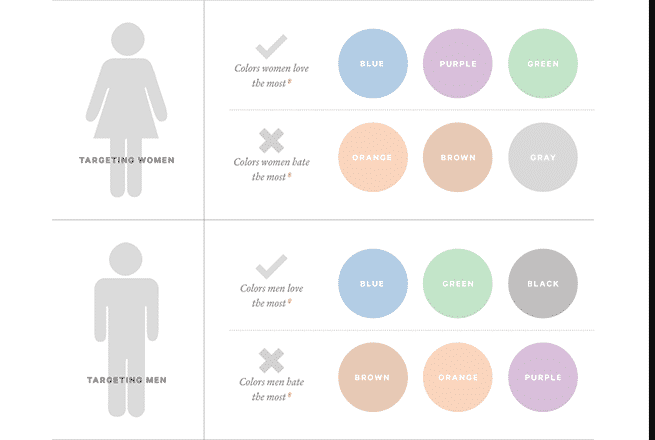 Colors women love
the most
BLUE
PURPLE
GREEN
TARGETING WOMEN
Colors women hate
the most
ORANGE
BROWN
GRAY
Colors men love
the most
BLUE
GREEN
BLACK
TARGETING MEN
Colors men hate
the most
BROWN
ORANGE
PURPLE